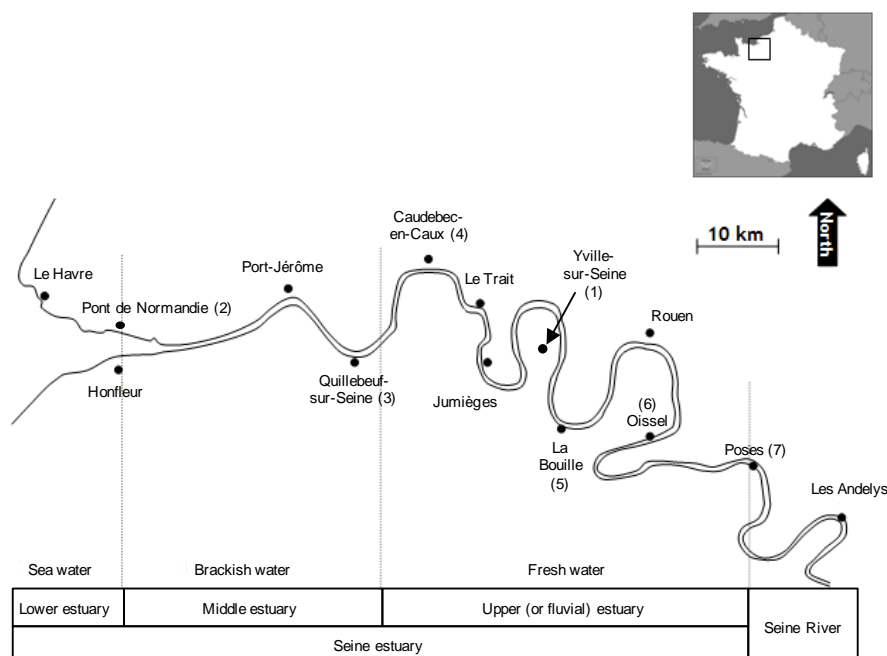 North
10 km
Caudebec-
en-Caux (4)
Yville-
sur-Seine
(1)
Le Havre
Port-Jérôme
Le Trait
Pont de Normandie (2)
Rouen
Honfleur
Quillebeuf-
sur-Seine (3)
Jumièges
(6)
Oissel
La
Bouille
(5)
Poses (7)
Les Andelys
Sea water
Brackish water
Fresh water
Lower estuary
Middle estuary
Upper (or fluvial) estuary
Seine River
Seine estuary